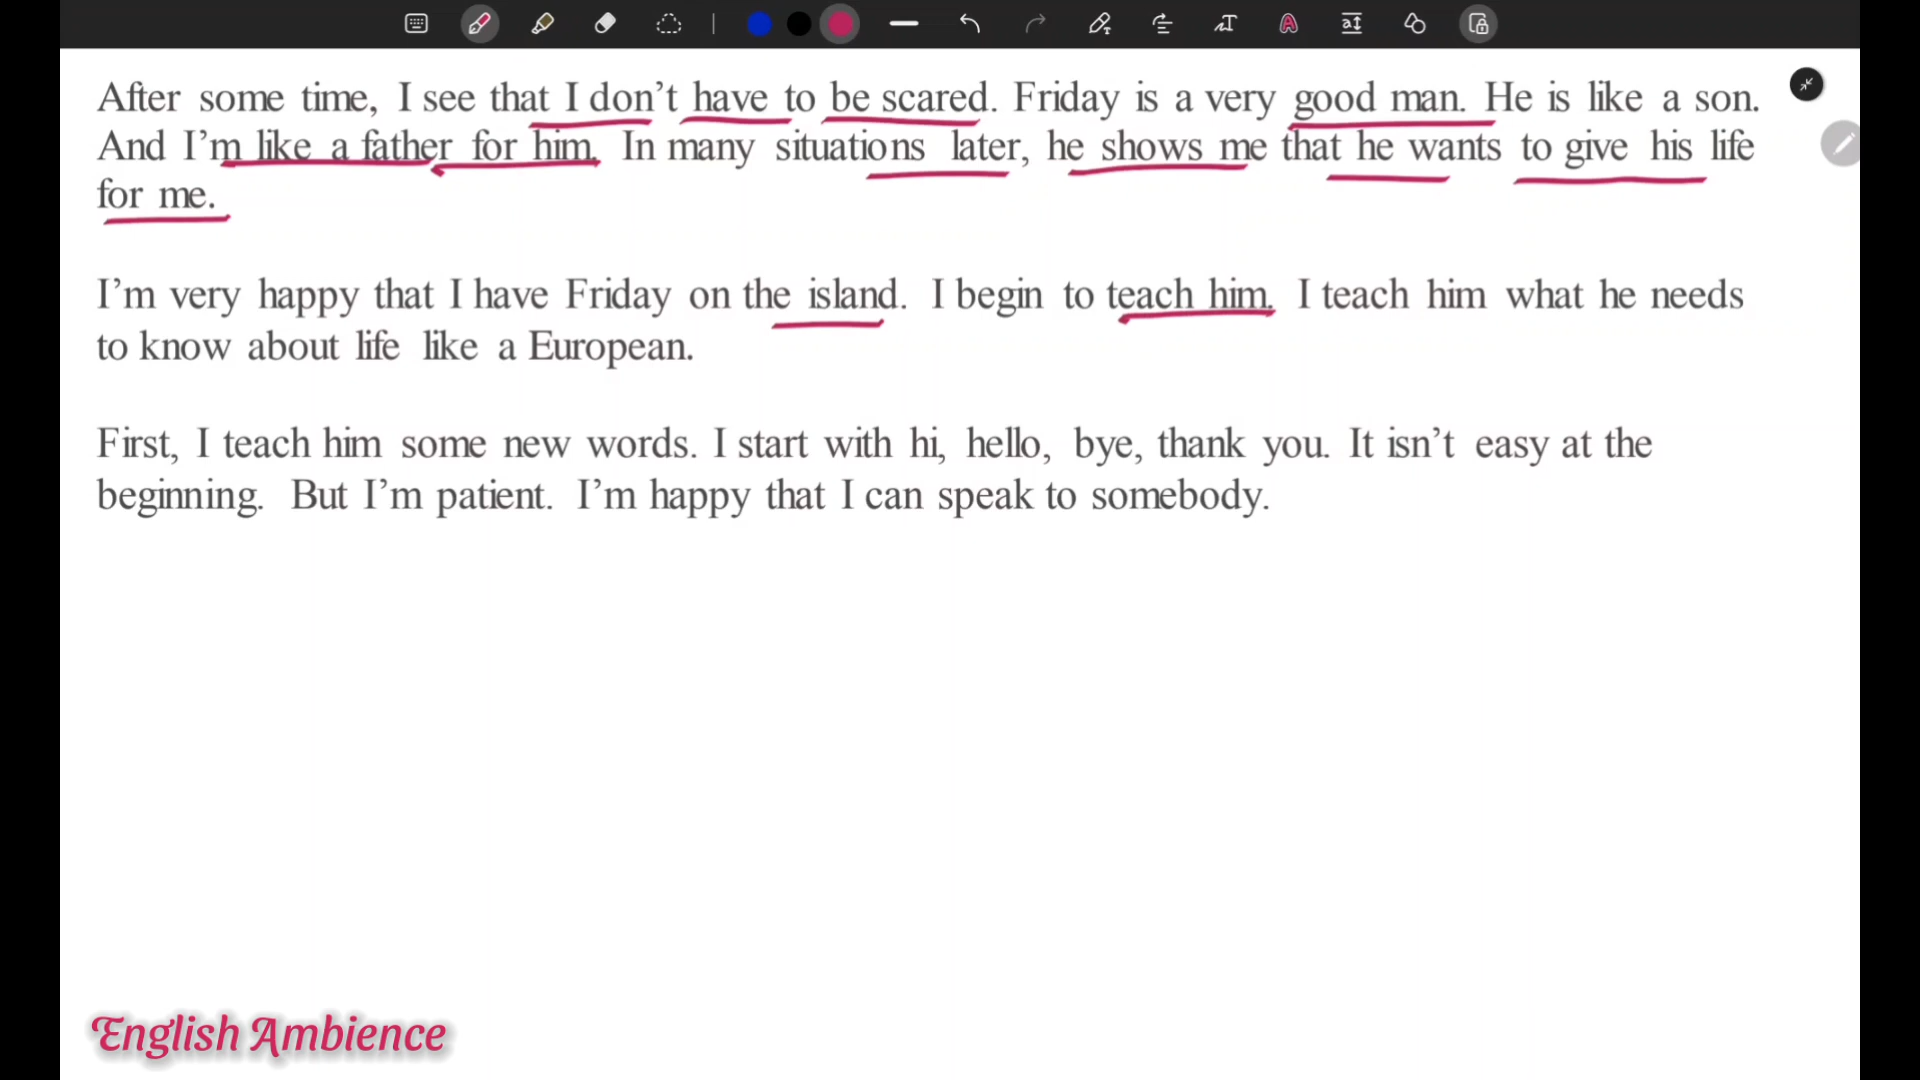 After some time, I see that I don't have to be scared. Friday is a very good man. He is like a son.
And I'm like a father for him. In many situations later, he shows me that he wants to give his life
for me.
I'm very happy that I have Friday on the island. I begin to teach him. I teach him what he needs
to know about life like a European.
First, I teach him some new words. I start with hi, hello, bye, thank you. It isn't easy at the
beginning. But I'm patient. I'm happy that I can speak to somebody.
English Ambience